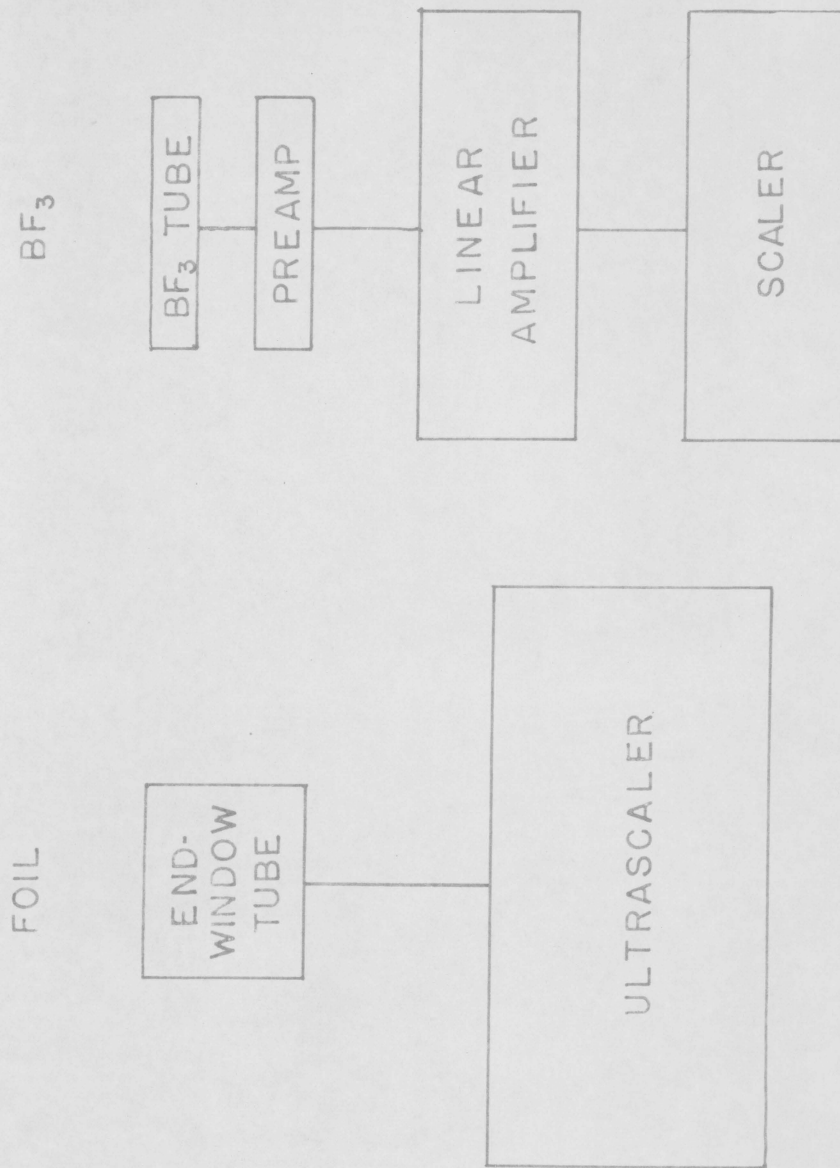 FOIL
END-
WINDOW
TUBE
ULTRASCALER
BF₃
BF₃ TUBE
PREAMP
LINEAR
AMPLIFIER
SCALER